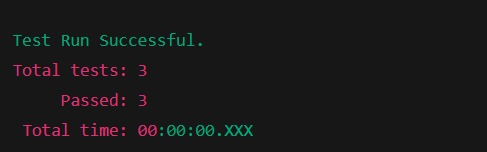 Test Run Successful.
Total tests: 3
Passed: 3
Total time: 00:00:00.XXX